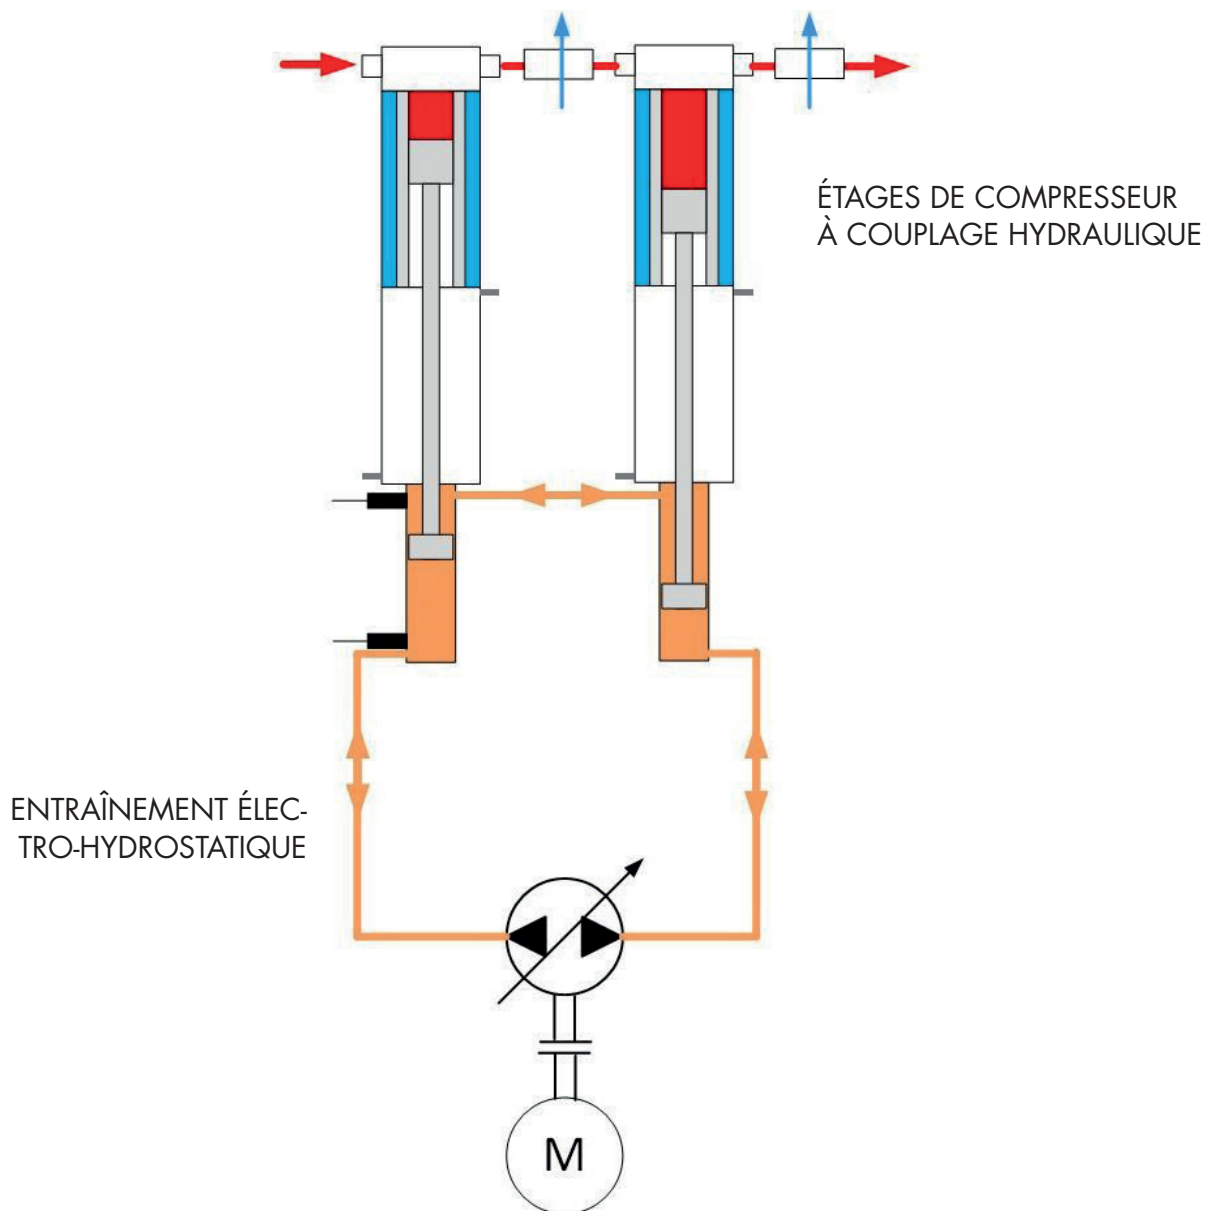 ÉTAGES DE COMPRESSEUR
À COUPLAGE HYDRAULIQUE
ENTRAÎNEMENT ÉLEC-
TRO-HYDROSTATIQUE
M